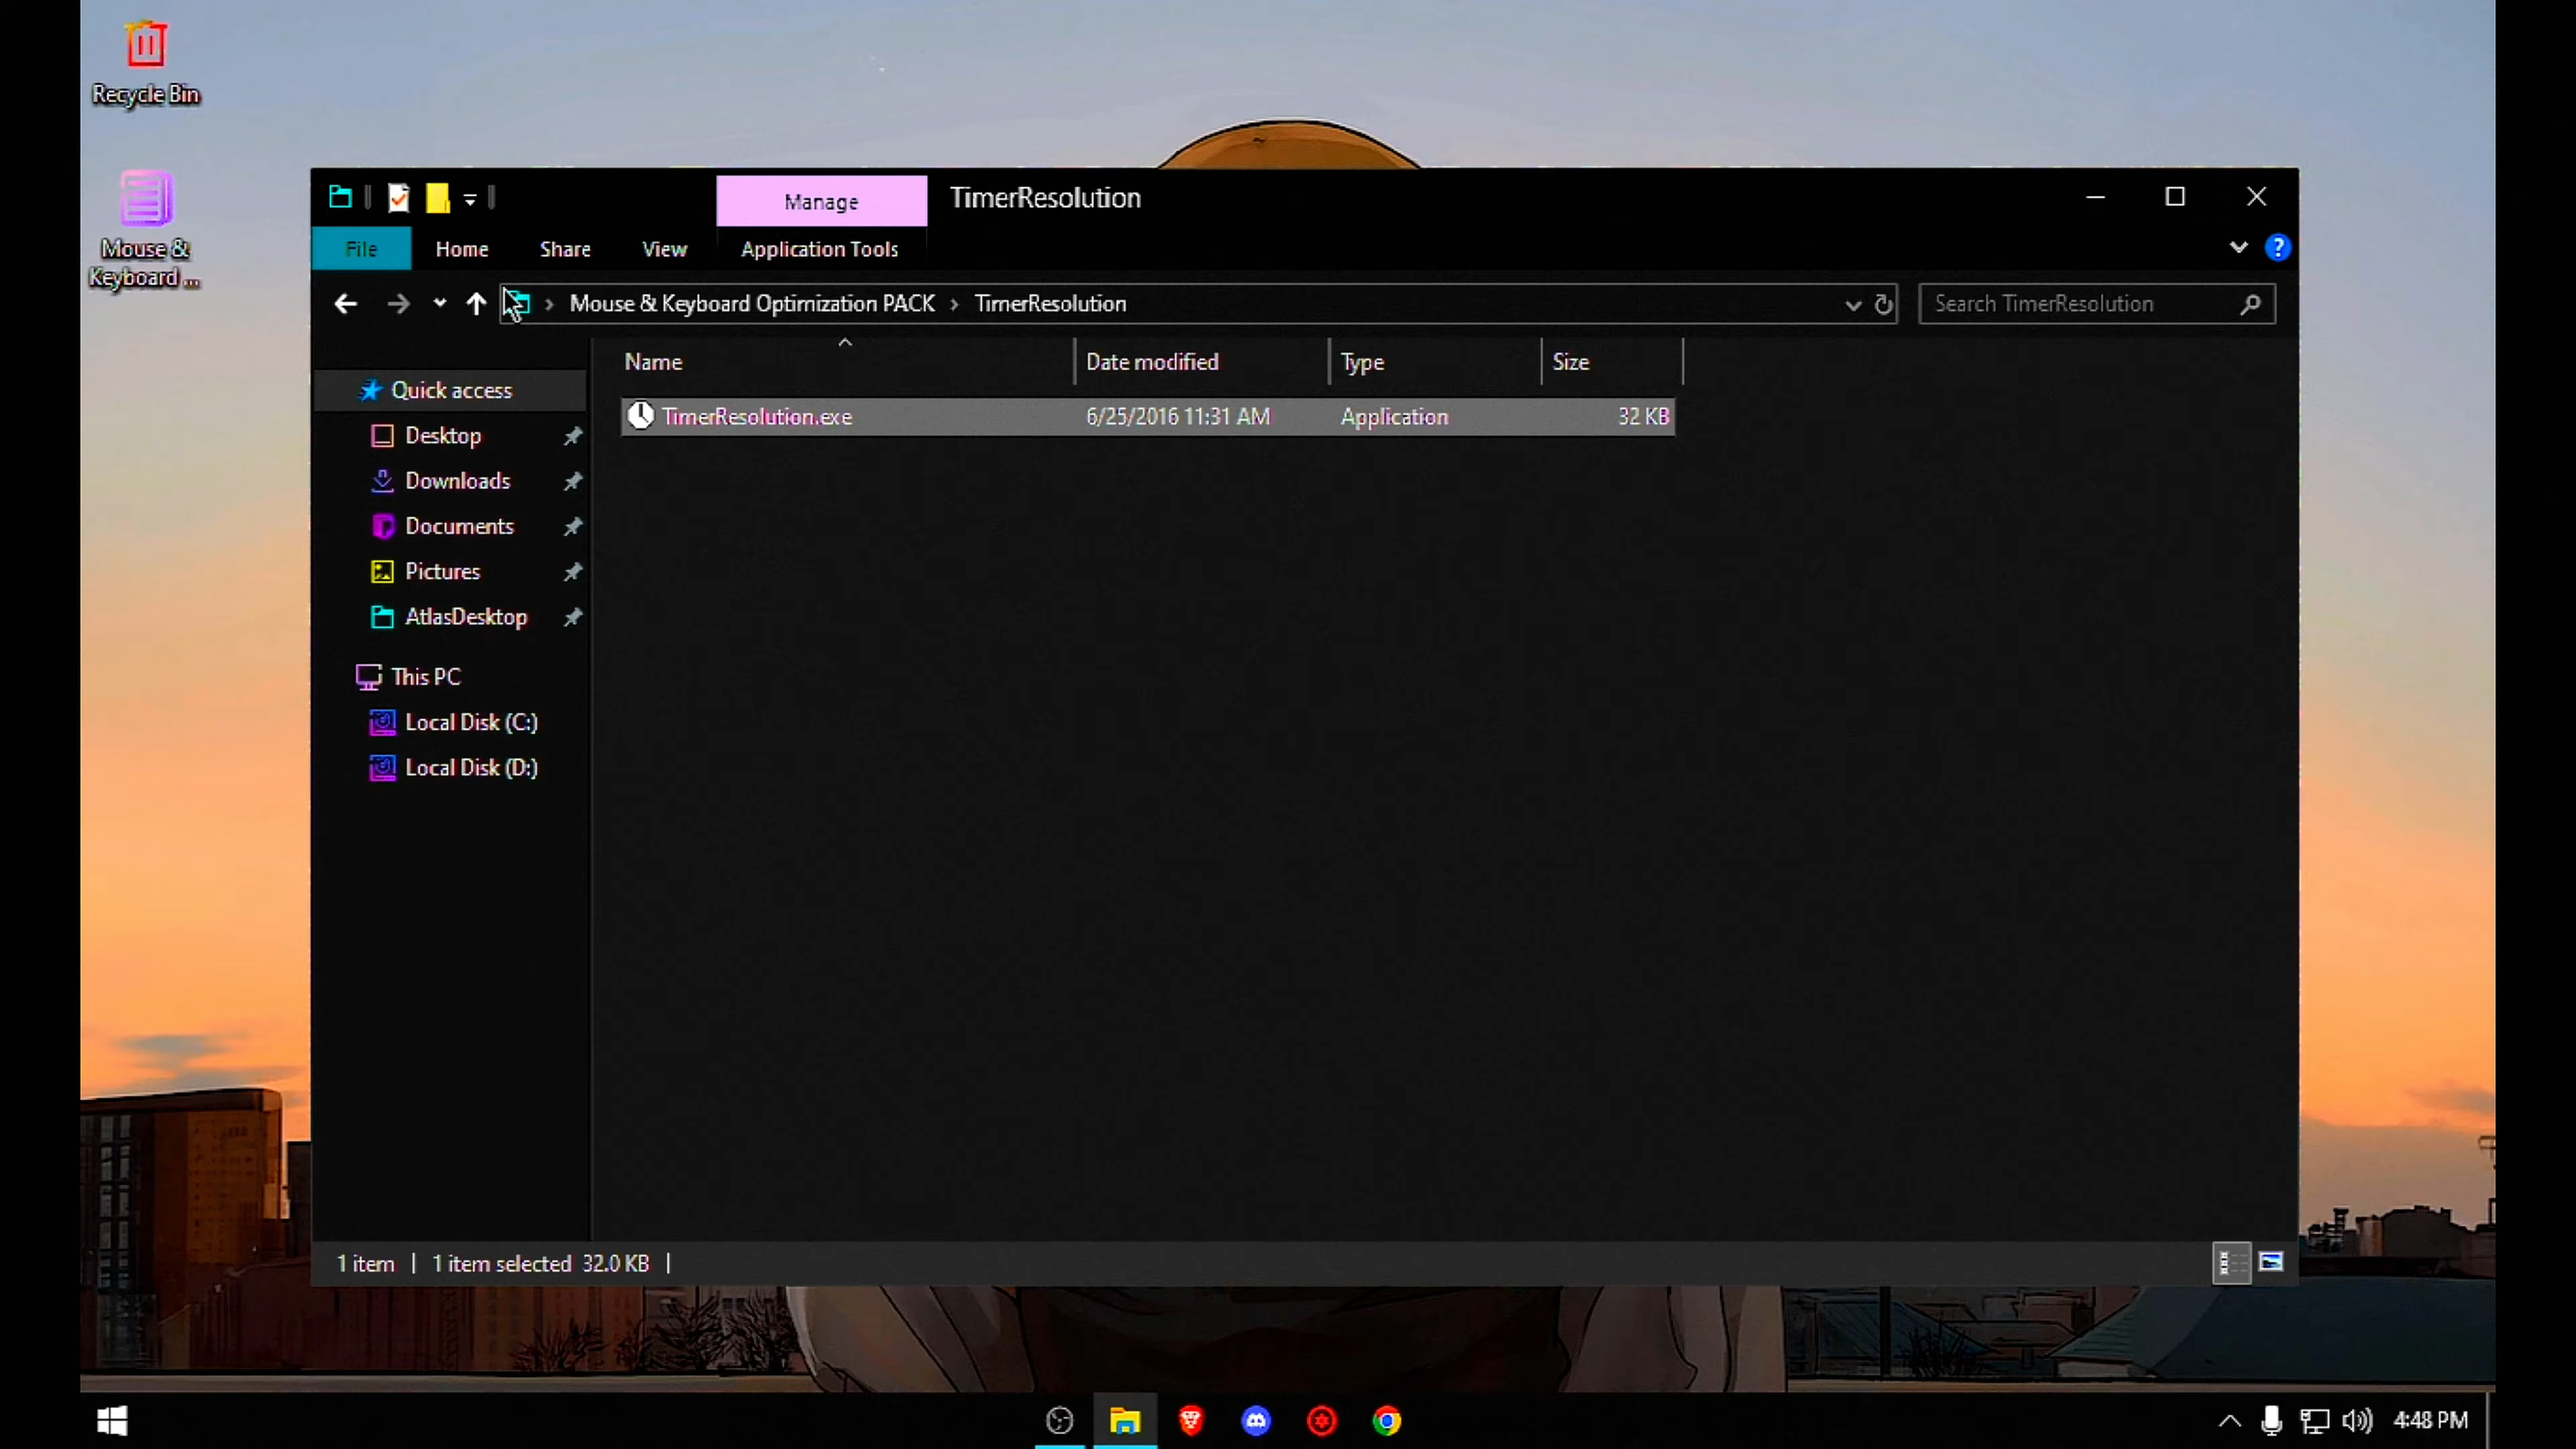 Recycle Bin
Mouse &
Keyboard ...
Manage
TimerResolution
File
Home
Share
View
Application Tools
Mouse & Keyboard Optimization PACK
TimerResolution
Search TimerResolution
Name
Date modified
Type
Size
TimerResolution.exe
6/25/2016 11:31 AM
Application
32 KB
Quick access
Desktop
Downloads
Documents
Pictures
AtlasDesktop
This PC
Local Disk (C:)
Local Disk (D:)
1 item
1 item selected 32.0 KB
4:48 PM